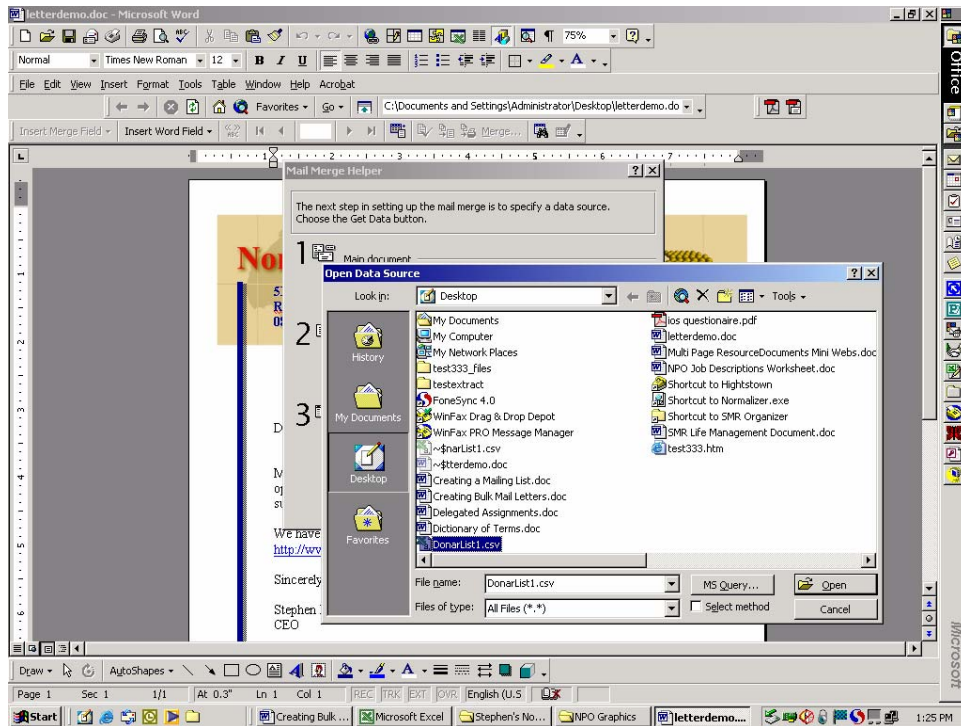 letterdemo.doc - Microsoft Word
75%
Normal Times New Roman 12 B I U
File Edit View Insert Format Tools Table Window Help Acrobat
Favorites Go C:\Documents and Settings\Administrator\Desktop\letterdemo.do
Insert Merge Field Insert Word Field Merge...
Mail Merge Helper
The next step in setting up the mail merge is to specify a data source.
Choose the Get Data button.
1 Main document
2
3
Open Data Source
Look in: Desktop Tools
History
My Documents
Desktop
Favorites
My Documents
My Computer
My Network Places
test333_files
testextract
FoneSync 4.0
WinFax Drag & Drop Depot
WinFax PRO Message Manager
~$narList1.csv
~$tterdemo.doc
Creating a Mailing List.doc
Creating Bulk Mail Letters.doc
Delegated Assignments.doc
Dictionary of Terms.doc
DonarList1.csv
ios questionaire.pdf
letterdemo.doc
Multi Page ResourceDocuments Mini Webs.doc
NPO Job Descriptions Worksheet.doc
Shortcut to Hightstown
Shortcut to Normalizer.exe
Shortcut to SMR Organizer
SMR Life Management Document.doc
test333.htm
File name: DonarList1.csv MS Query... Open
Files of type: All Files (*.*) Select method Cancel
We have
http://ww
Sincerely
Stephen
CEO
Office
Microsoft
Draw AutoShapes
Page 1 Sec 1 1/1 At 0.3" Ln 1 Col 1 REC TRK EXT OVR English (U.S
Start Creating Bulk ... Microsoft Excel Stephen's No... NPO Graphics letterdemo.... 1:25 PM